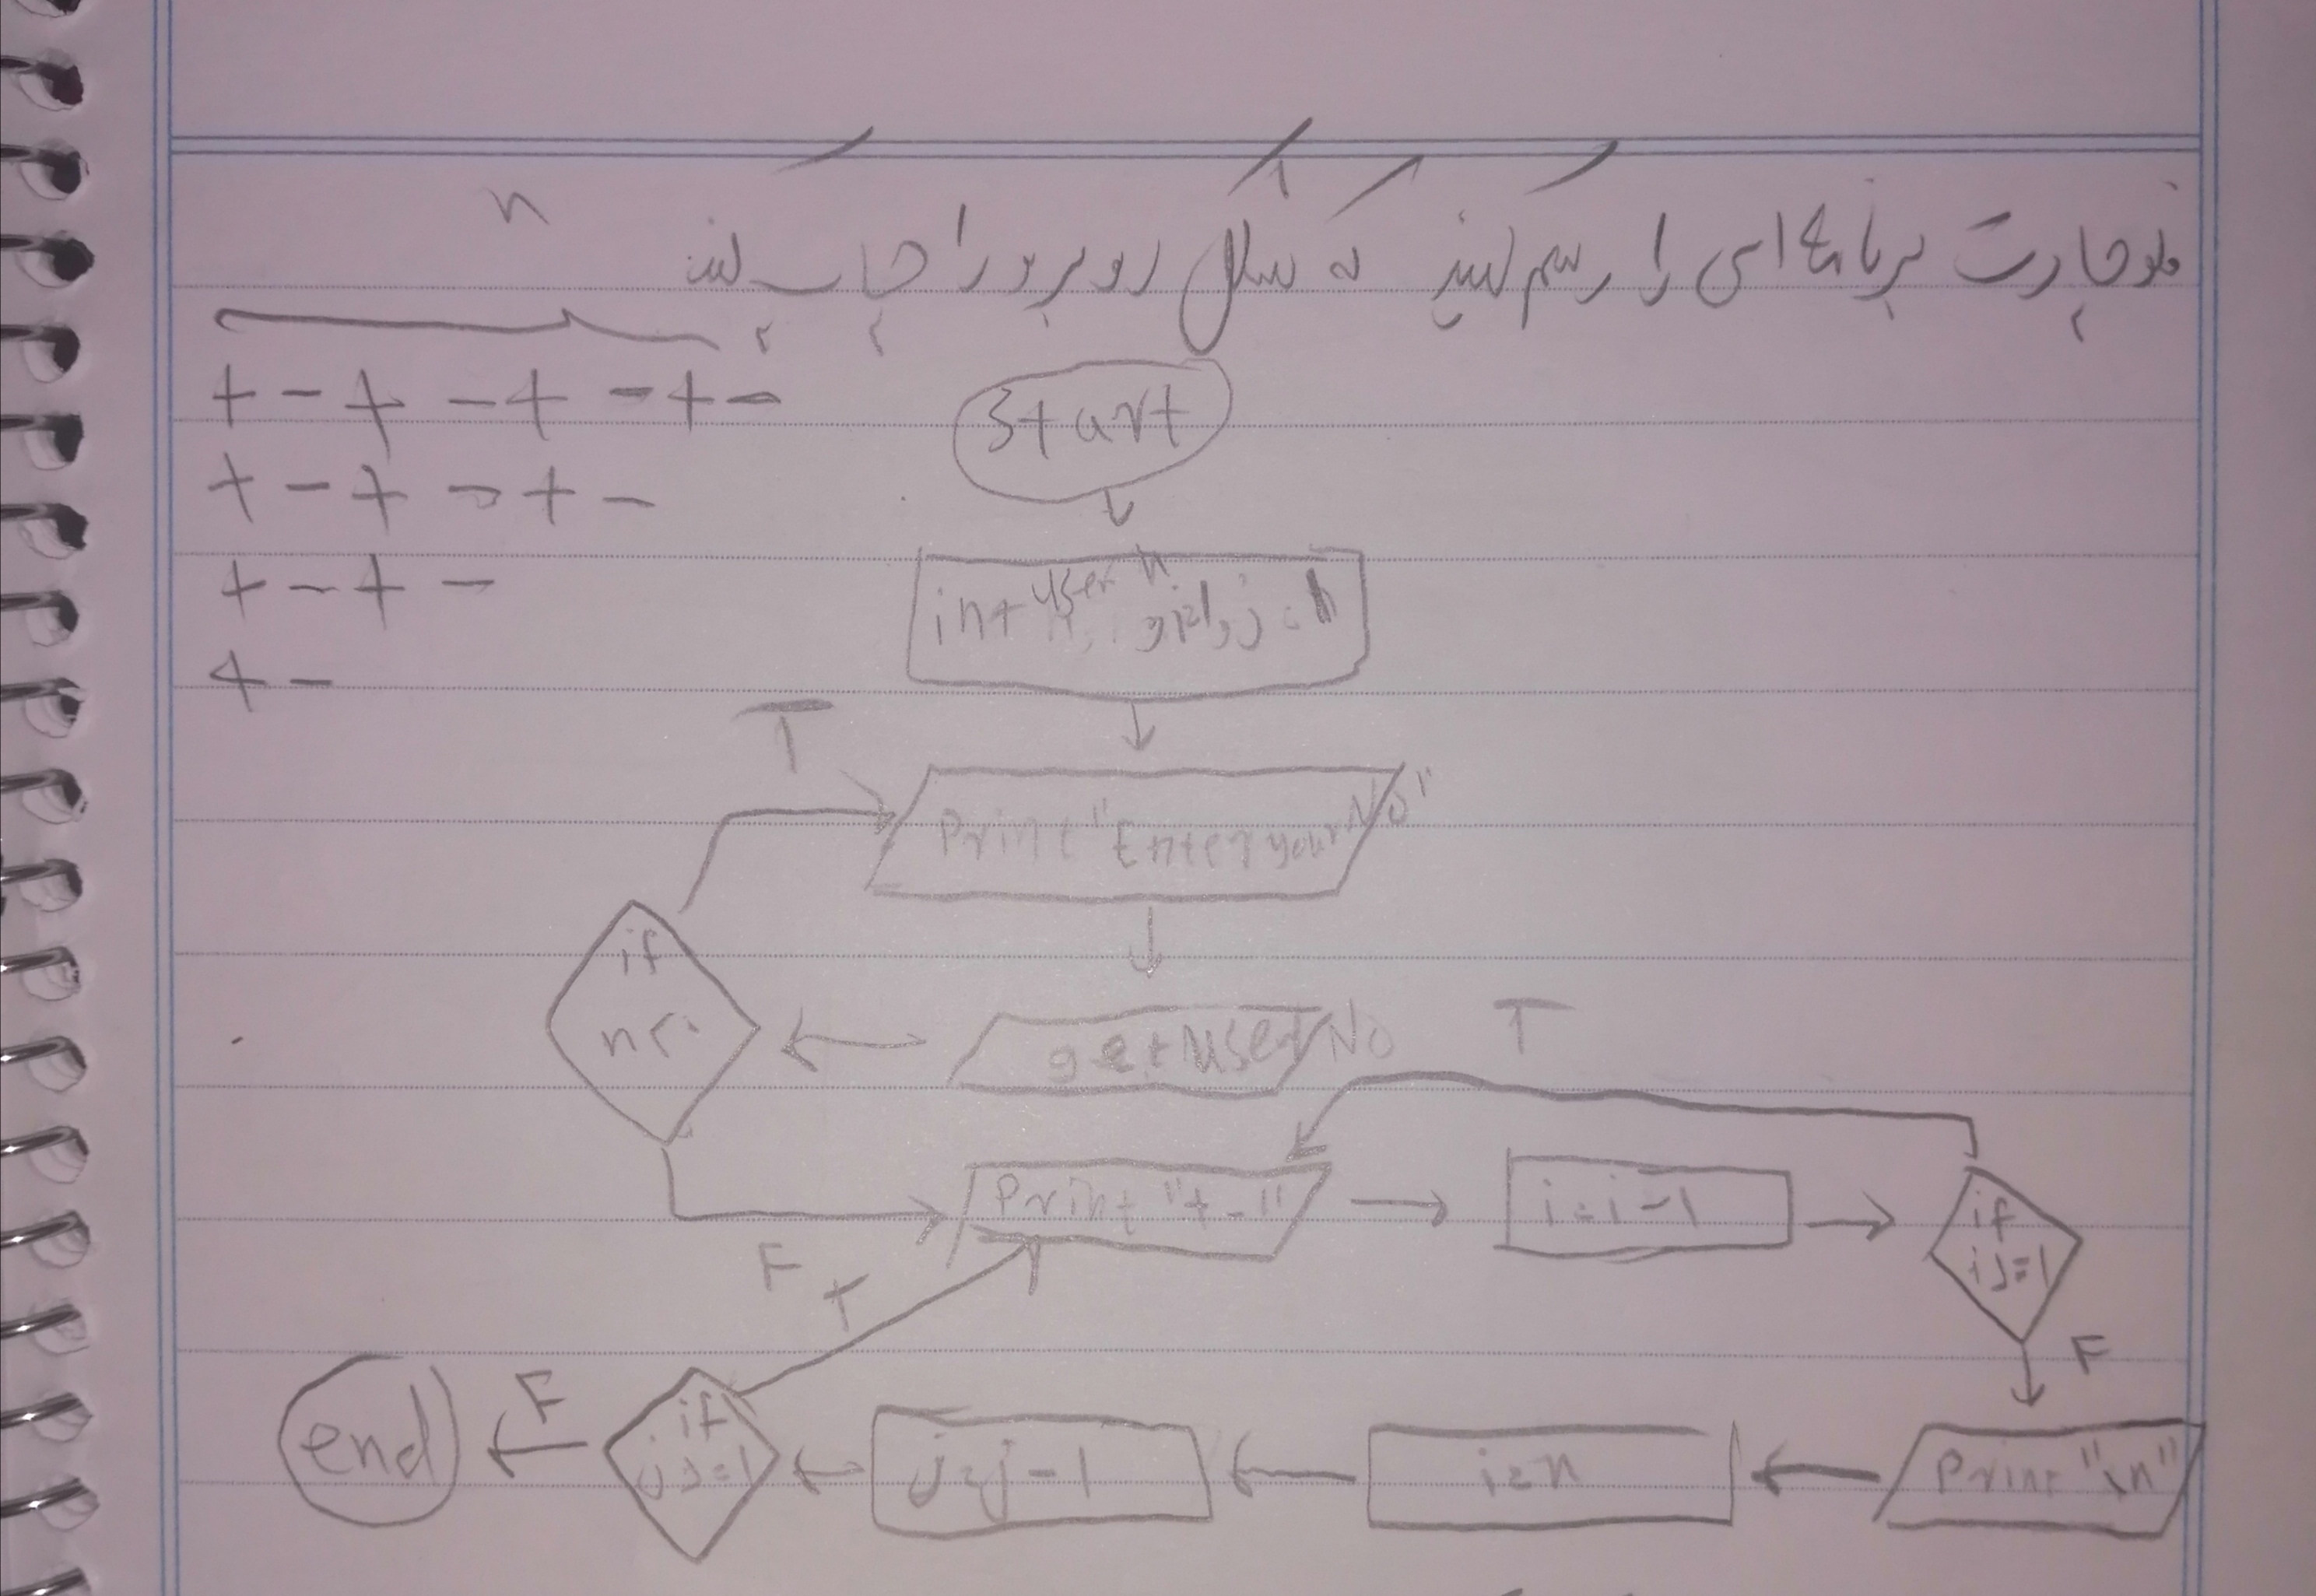 فلوچارت برنامه‌ای را رسم کنید که شکل روبرو را چاپ کند
n
+ - + - + - + -
+ - + - + -
+ - + -
+ -
Start
int user n
Print "Enter your No"
get user No
T
if
n<0
F
Print "+-"
i=i-1
if
i>=1
T
F
Print "\n"
i=n
j=j-1
if
j>=1
T
F
end